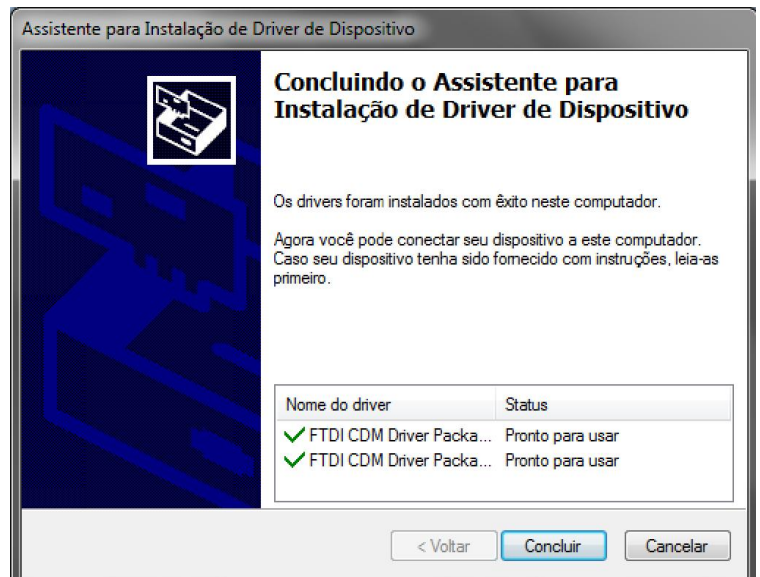 Assistente para Instalação de Driver de Dispositivo
Concluindo o Assistente para
Instalação de Driver de Dispositivo
Os drivers foram instalados com êxito neste computador.
Agora você pode conectar seu dispositivo a este computador.
Caso seu dispositivo tenha sido fornecido com instruções, leia-as
primeiro.
Nome do driver Status
FTDI CDM Driver Packa... Pronto para usar
FTDI CDM Driver Packa... Pronto para usar
< Voltar Concluir Cancelar